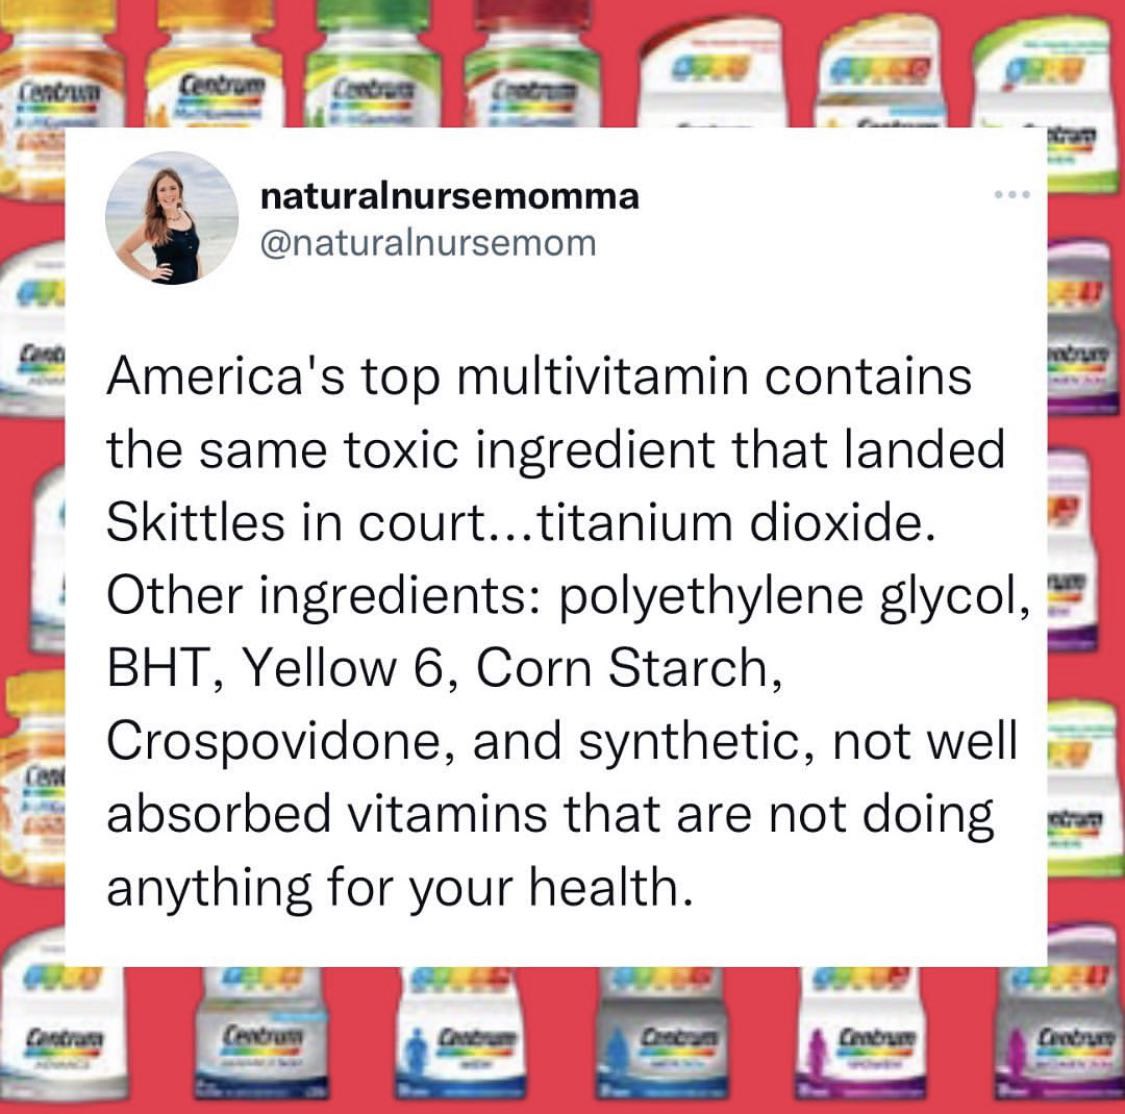 Centrum
Centrum
Centrum
Centrum
naturalnursemomma
@naturalnursemom
America's top multivitamin contains
the same toxic ingredient that landed
Skittles in court...titanium dioxide.
Other ingredients: polyethylene glycol,
BHT, Yellow 6, Corn Starch,
Crospovidone, and synthetic, not well
absorbed vitamins that are not doing
anything for your health.
Centrum
Centrum
Centrum
Centrum
Centrum
Centrum